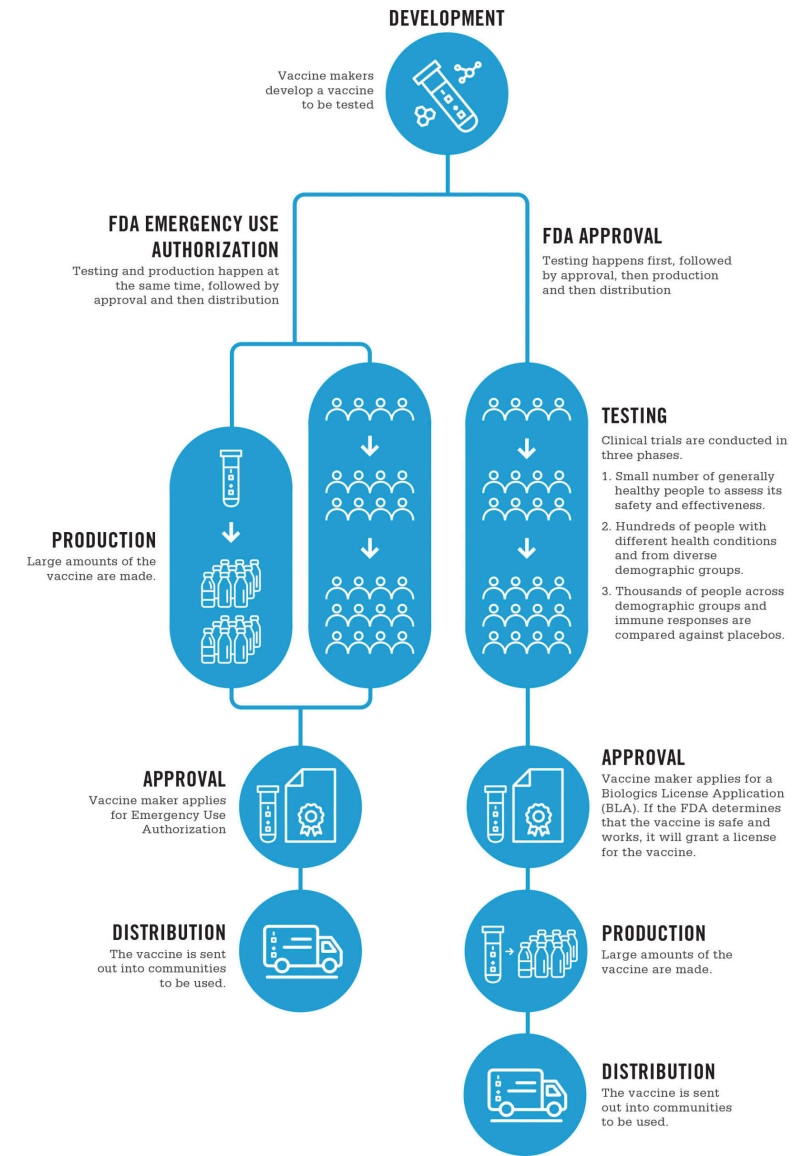 DEVELOPMENT
Vaccine makers
develop a vaccine
to be tested
FDA EMERGENCY USE
AUTHORIZATION
Testing and production happen at
the same time, followed by
approval and then distribution
FDA APPROVAL
Testing happens first, followed
by approval, then production
and then distribution
PRODUCTION
Large amounts of the
vaccine are made.
TESTING
Clinical trials are conducted in
three phases.
1. Small number of generally
healthy people to assess its
safety and effectiveness.
2. Hundreds of people with
different health conditions
and from diverse
demographic groups.
3. Thousands of people across
demographic groups and
immune responses are
compared against placebos.
APPROVAL
Vaccine maker applies
for Emergency Use
Authorization
APPROVAL
Vaccine maker applies for a
Biologics License Application
(BLA). If the FDA determines
that the vaccine is safe and
works, it will grant a license
for the vaccine.
DISTRIBUTION
The vaccine is sent
out into communities
to be used.
PRODUCTION
Large amounts of the
vaccine are made.
DISTRIBUTION
The vaccine is sent
out into communities
to be used.